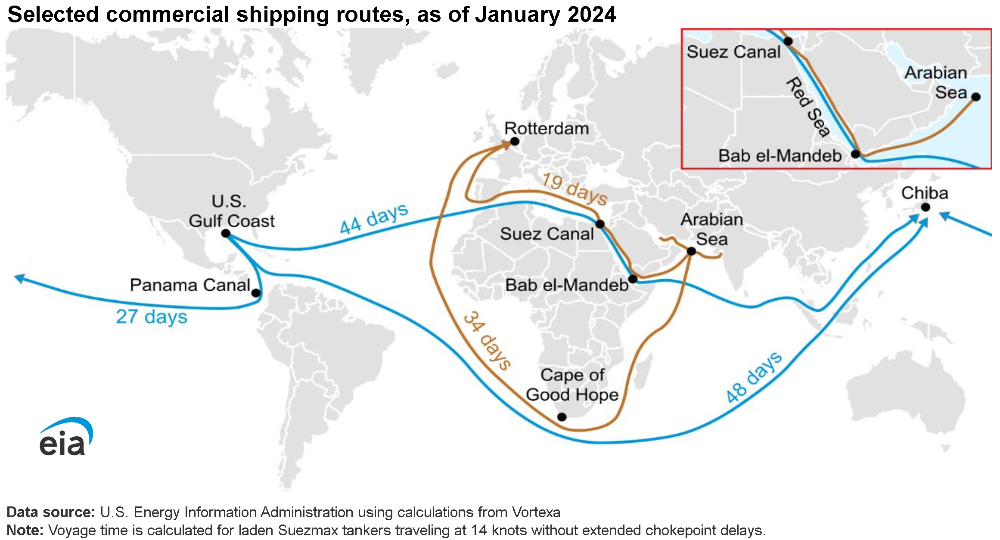 Selected commercial shipping routes, as of January 2024
Suez Canal
Red Sea
Arabian
Sea
Bab el-Mandeb
Rotterdam
19 days
Chiba
U.S.
Gulf Coast
44 days
Arabian
Sea
Suez Canal
Panama Canal
Bab el-Mandeb
27 days
34 days
Cape of
Good Hope
48 days
eia
Data source: U.S. Energy Information Administration using calculations from Vortexa
Note: Voyage time is calculated for laden Suezmax tankers traveling at 14 knots without extended chokepoint delays.